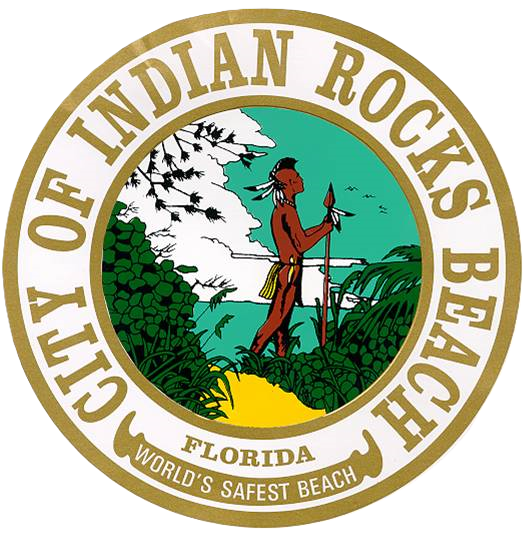 CITY OF INDIAN ROCKS BEACH
FLORIDA
WORLD'S SAFEST BEACH